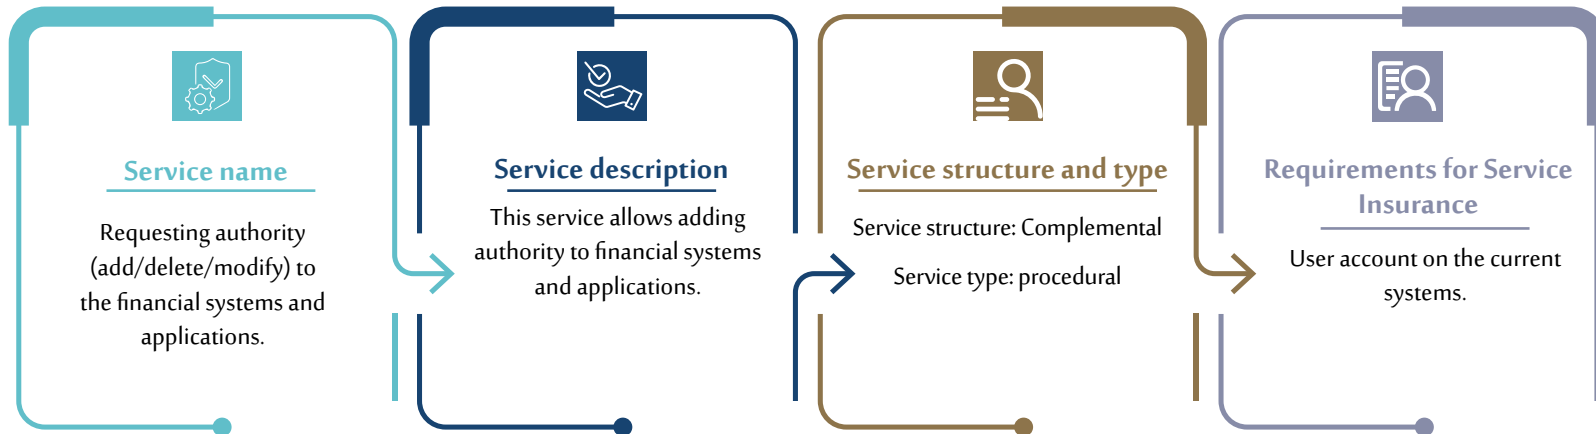 Service name
Requesting authority
(add/delete/modify) to
the financial systems and
applications.
Service description
This service allows adding
authority to financial systems
and applications.
Service structure and type
Service structure: Complemental
Service type: procedural
Requirements for Service
Insurance
User account on the current
systems.